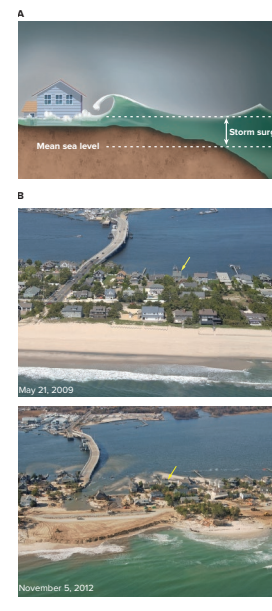 A
Storm surg
Mean sea level
B
May 21, 2009
November 5, 2012